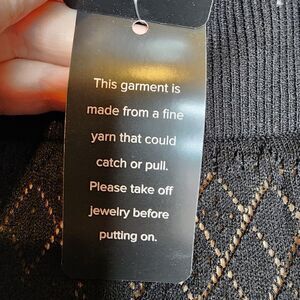 This garment is
made from a fine
yarn that could
catch or pull.
Please take off
jewelry before
putting on.